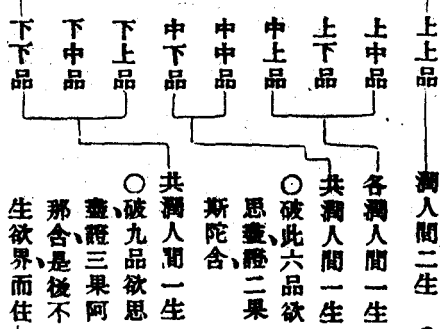 上上品
上中品
上下品
中上品
中中品
中下品
下上品
下中品
下下品
潤人間二生
各潤人間一生
共潤人間一生
○破此六品欲
思盡、證二果
斯陀含、
共潤人間一生
○破九品欲思
盡、證三果阿
那含、是後不
生欲界而住